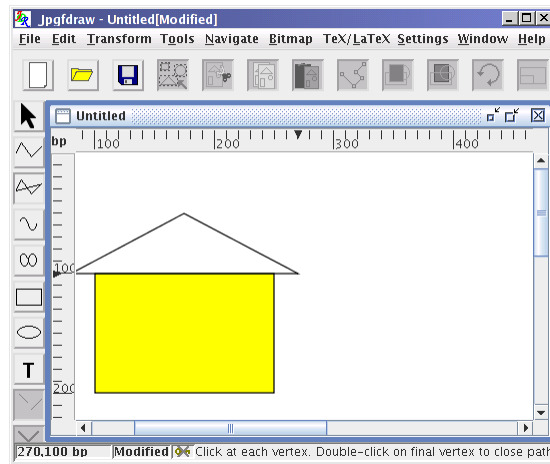 Jpgfdraw - Untitled[Modified]
File Edit Transform Tools Navigate Bitmap TeX/LaTeX Settings Window Help
Untitled
bp 100 200 300 400
100
T
200
270,100 bp Modified Click at each vertex. Double-click on final vertex to close path